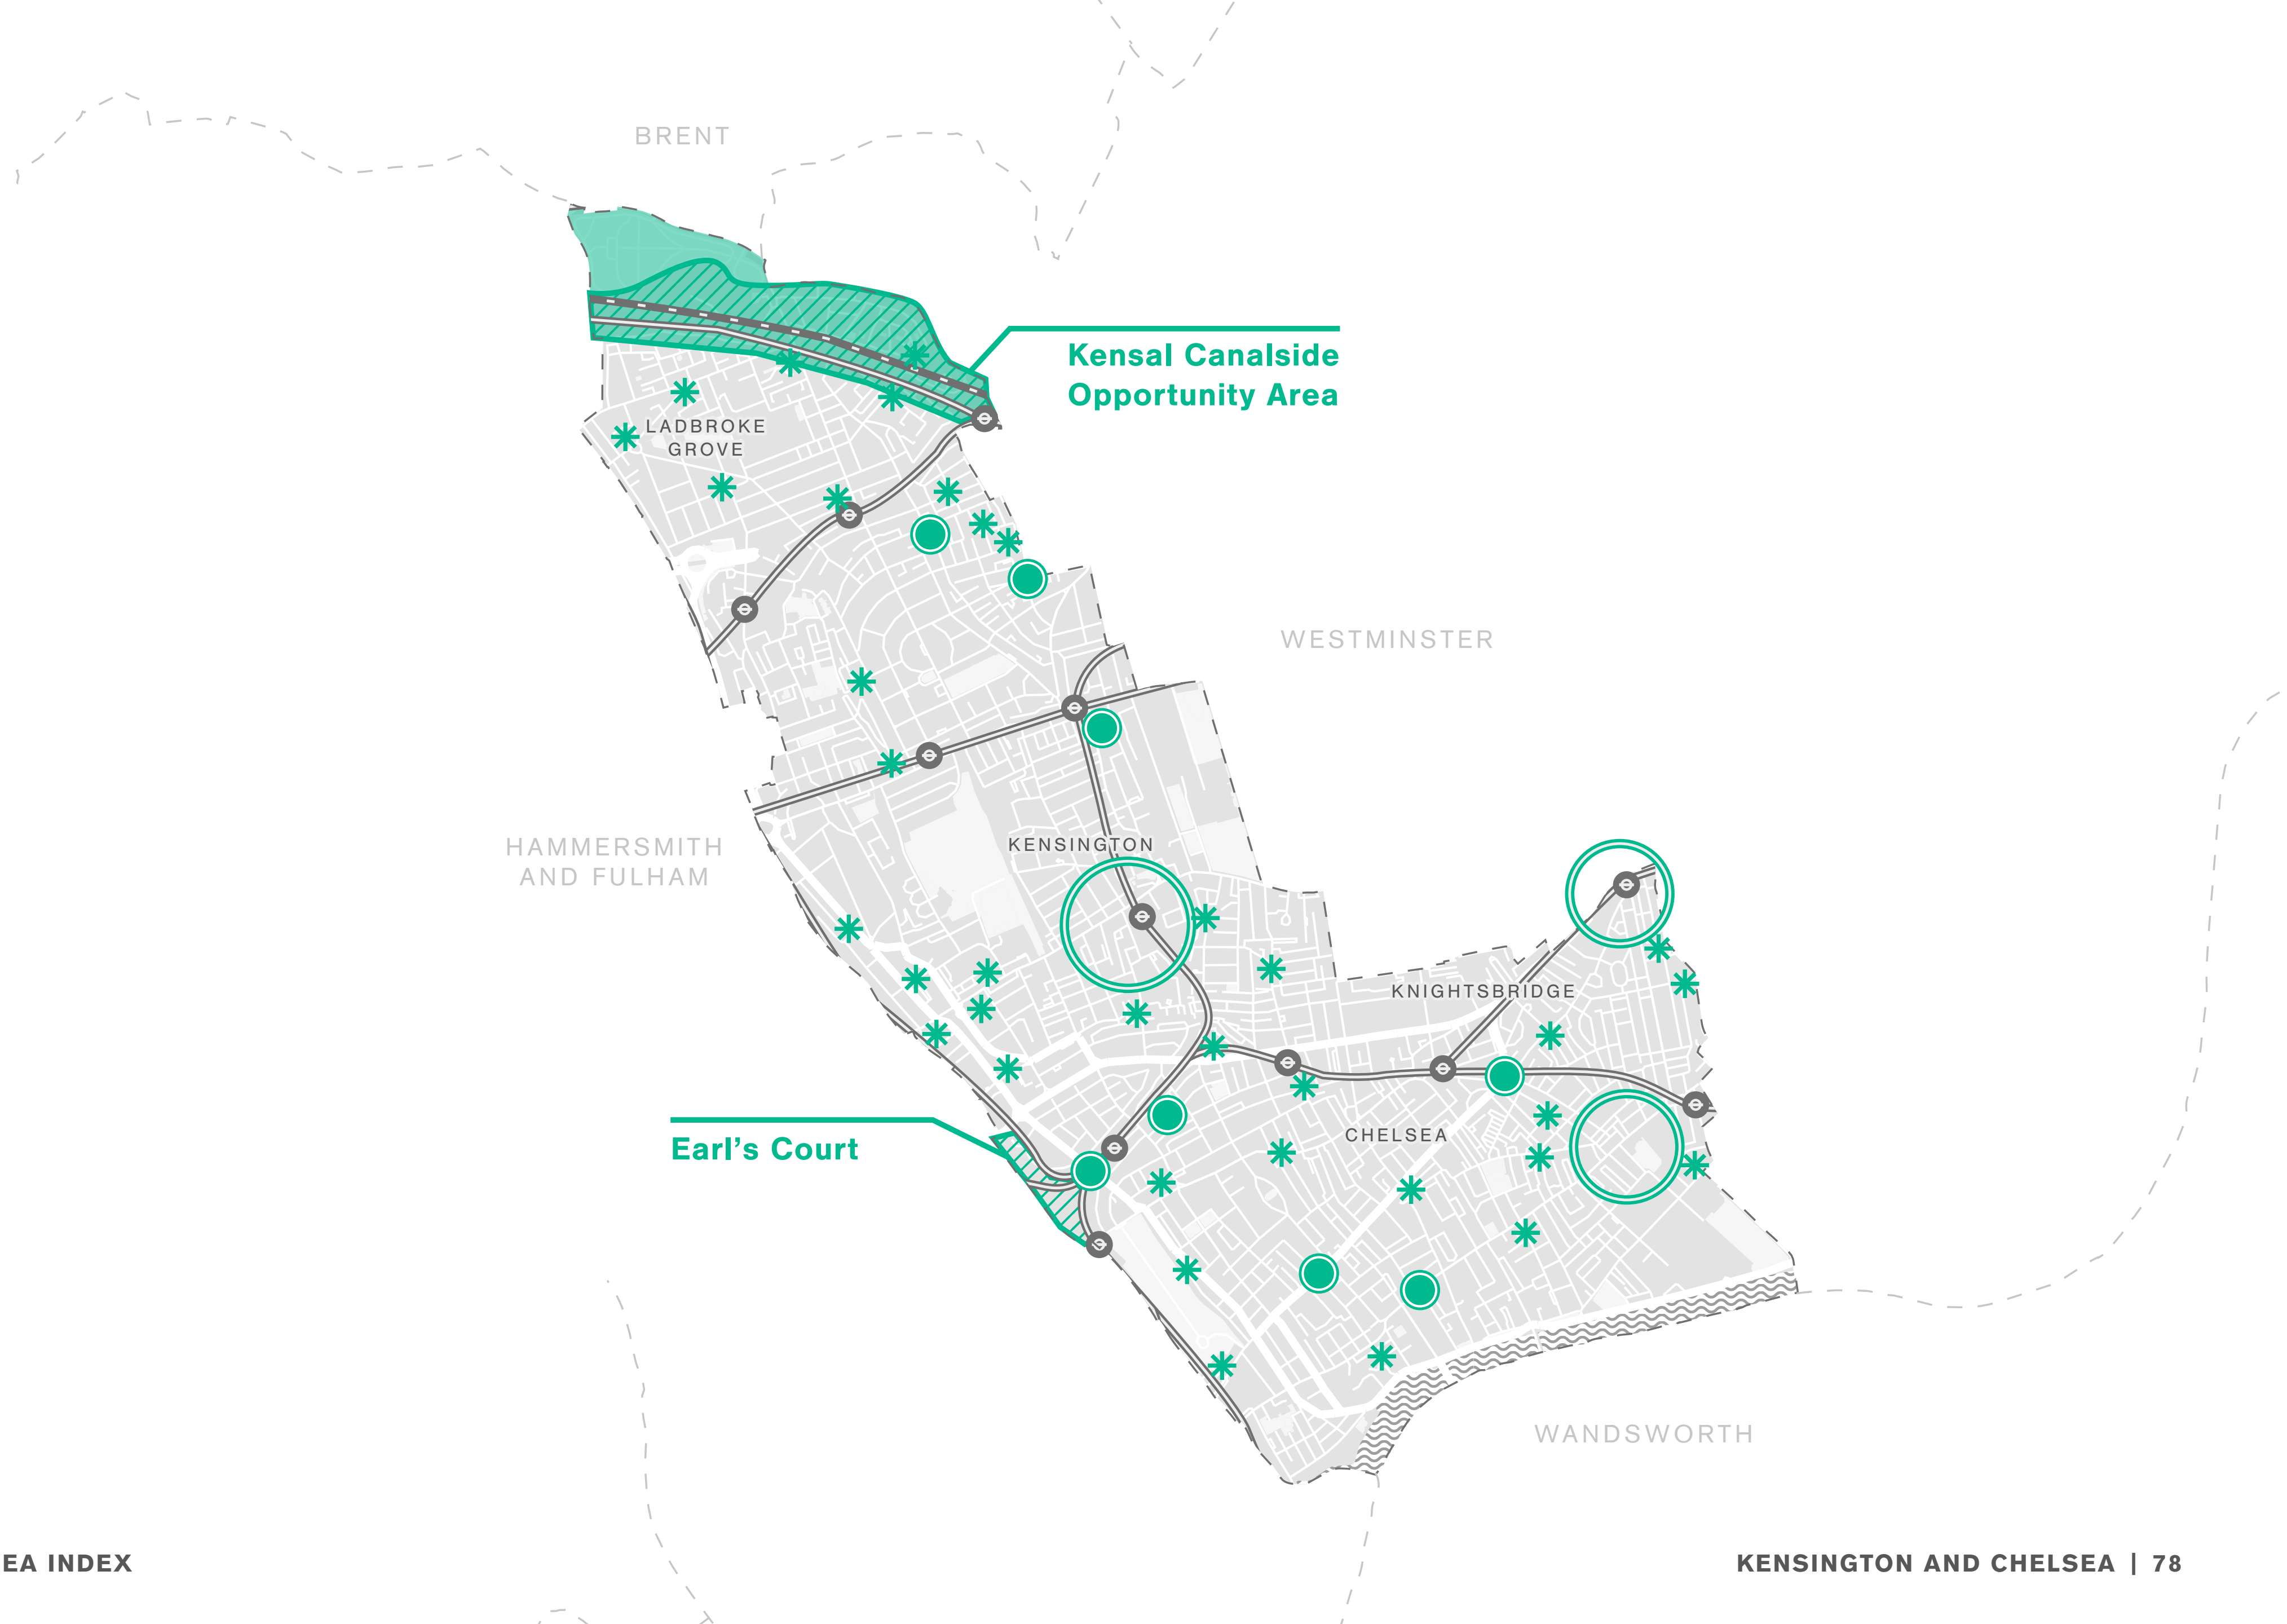 BRENT
Kensal Canalside
Opportunity Area
LADBROKE
GROVE
WESTMINSTER
HAMMERSMITH
AND FULHAM
KENSINGTON
KNIGHTSBRIDGE
Earl's Court
CHELSEA
WANDSWORTH
EA INDEX
KENSINGTON AND CHELSEA | 78